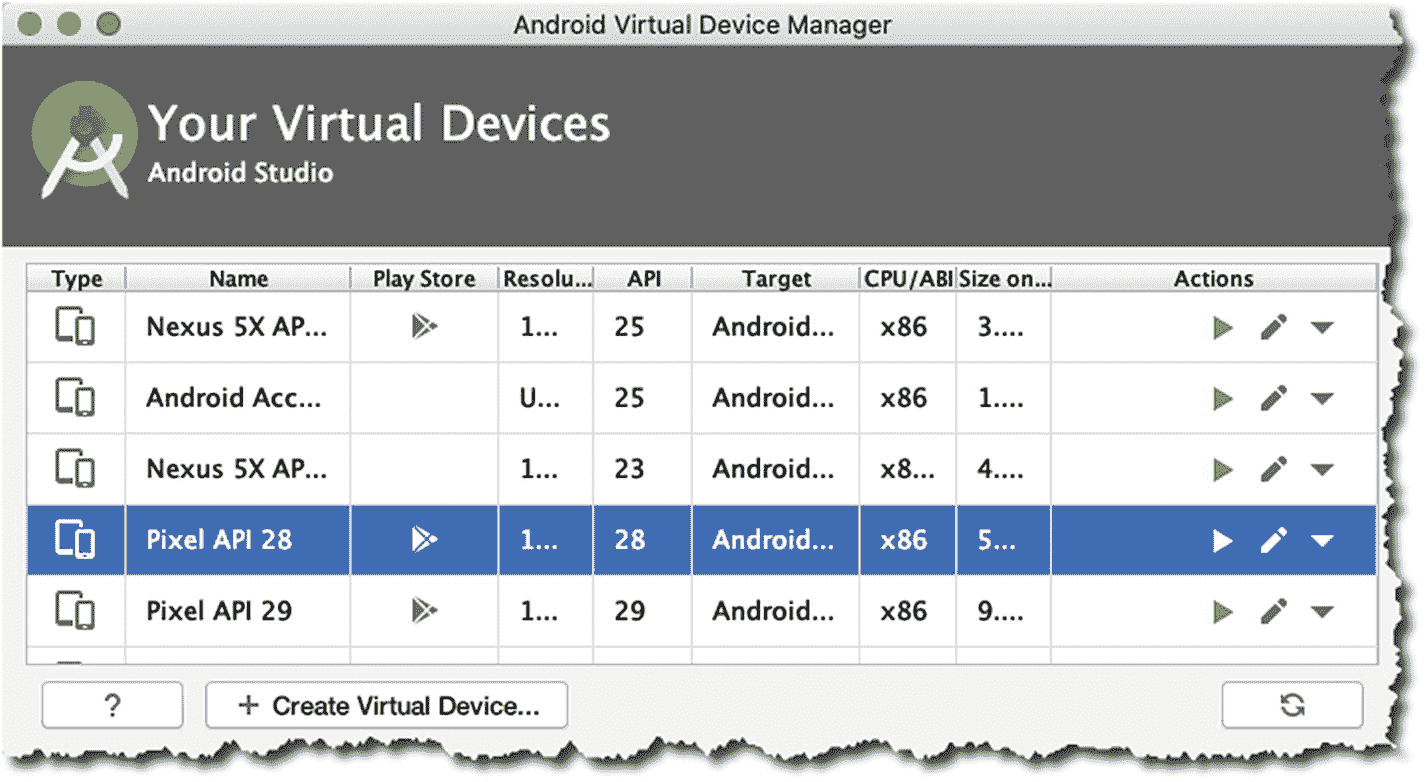 Android Virtual Device Manager
Your Virtual Devices
Android Studio
Type Name Play Store Resolu... API Target CPU/ABI Size on... Actions
Nexus 5X AP... 1... 25 Android... x86 3....
Android Acc... U... 25 Android... x86 1....
Nexus 5X AP... 1... 23 Android... x8... 4....
Pixel API 28 1... 28 Android... x86 5...
Pixel API 29 1... 29 Android... x86 9....
? + Create Virtual Device...